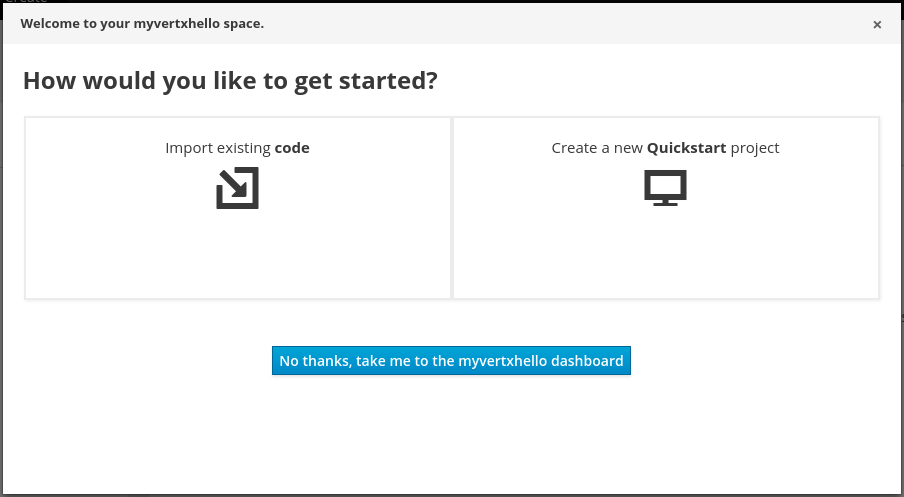 Create
Welcome to your myvertxhello space.
×
How would you like to get started?
Import existing code
Create a new Quickstart project
No thanks, take me to the myvertxhello dashboard